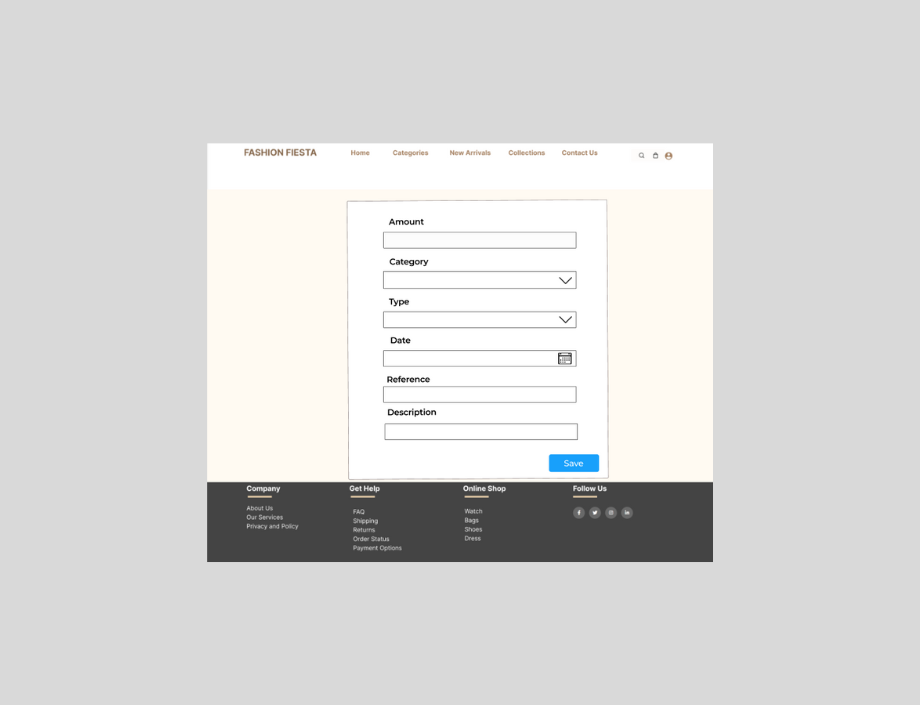 FASHION FIESTA
Home Categories New Arrivals Collections Contact Us
Amount
Category
Type
Date
Reference
Description
Save
Company
About Us
Our Services
Privacy and Policy
Get Help
FAQ
Shipping
Returns
Order Status
Payment Options
Online Shop
Watch
Bags
Shoes
Dress
Follow Us